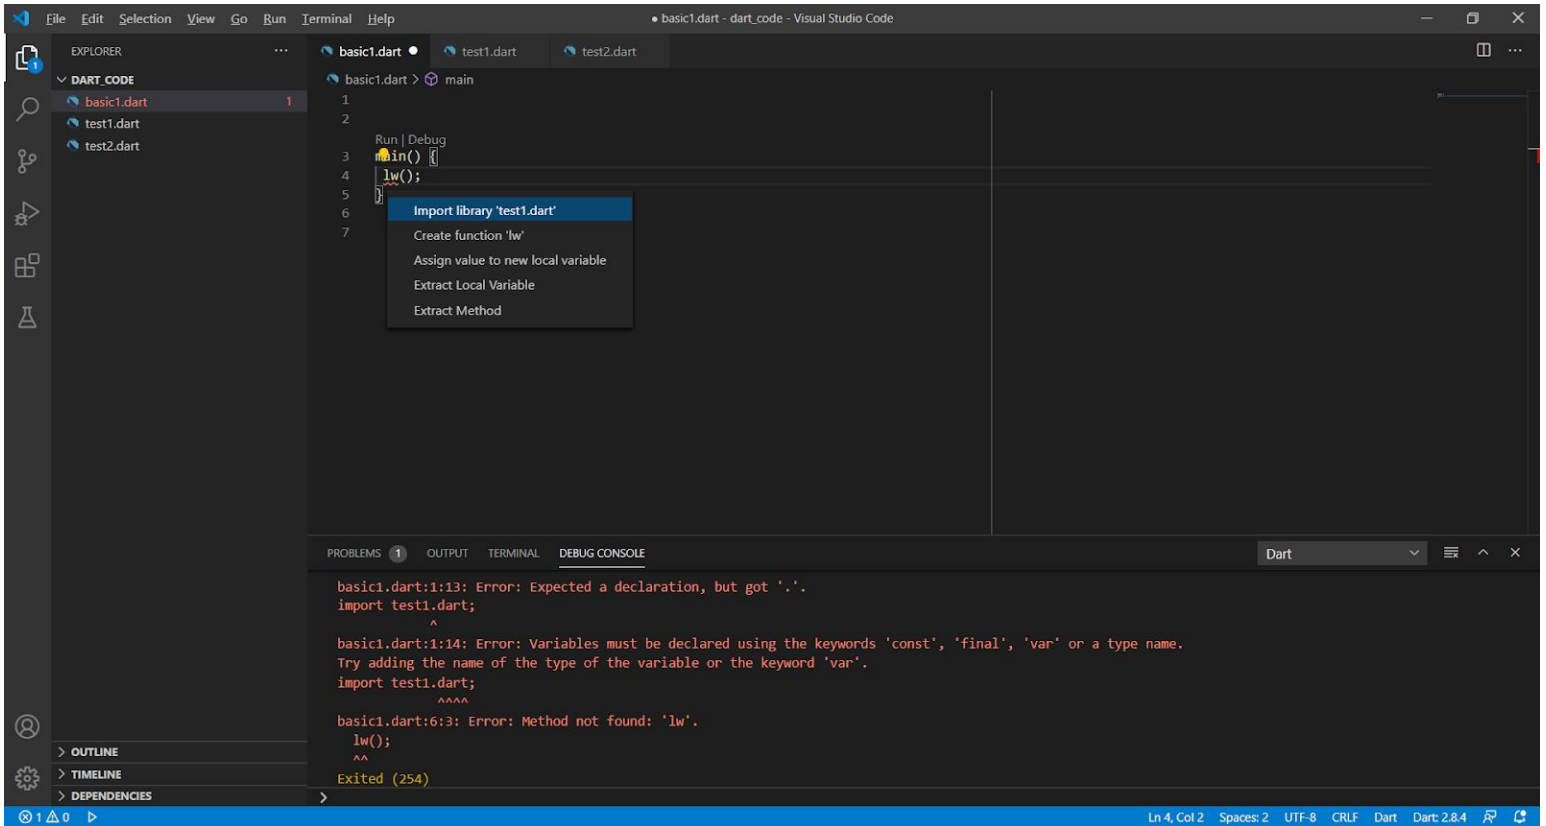 File Edit Selection View Go Run Terminal Help
● basic1.dart - dart_code - Visual Studio Code
EXPLORER
1
DART_CODE
basic1.dart 1
test1.dart
test2.dart
basic1.dart ● test1.dart test2.dart
basic1.dart > main
1
2
Run | Debug
3 main() {
4 lw();
5 }
6
7
Import library 'test1.dart'
Create function 'lw'
Assign value to new local variable
Extract Local Variable
Extract Method
PROBLEMS 1 OUTPUT TERMINAL DEBUG CONSOLE
Dart
basic1.dart:1:13: Error: Expected a declaration, but got '.'.
import test1.dart;
^
basic1.dart:1:14: Error: Variables must be declared using the keywords 'const', 'final', 'var' or a type name.
Try adding the name of the type of the variable or the keyword 'var'.
import test1.dart;
^^^^
basic1.dart:6:3: Error: Method not found: 'lw'.
lw();
^^
Exited (254)
>
OUTLINE
TIMELINE
DEPENDENCIES
1 0
Ln 4, Col 2 Spaces: 2 UTF-8 CRLF Dart Dart: 2.8.4